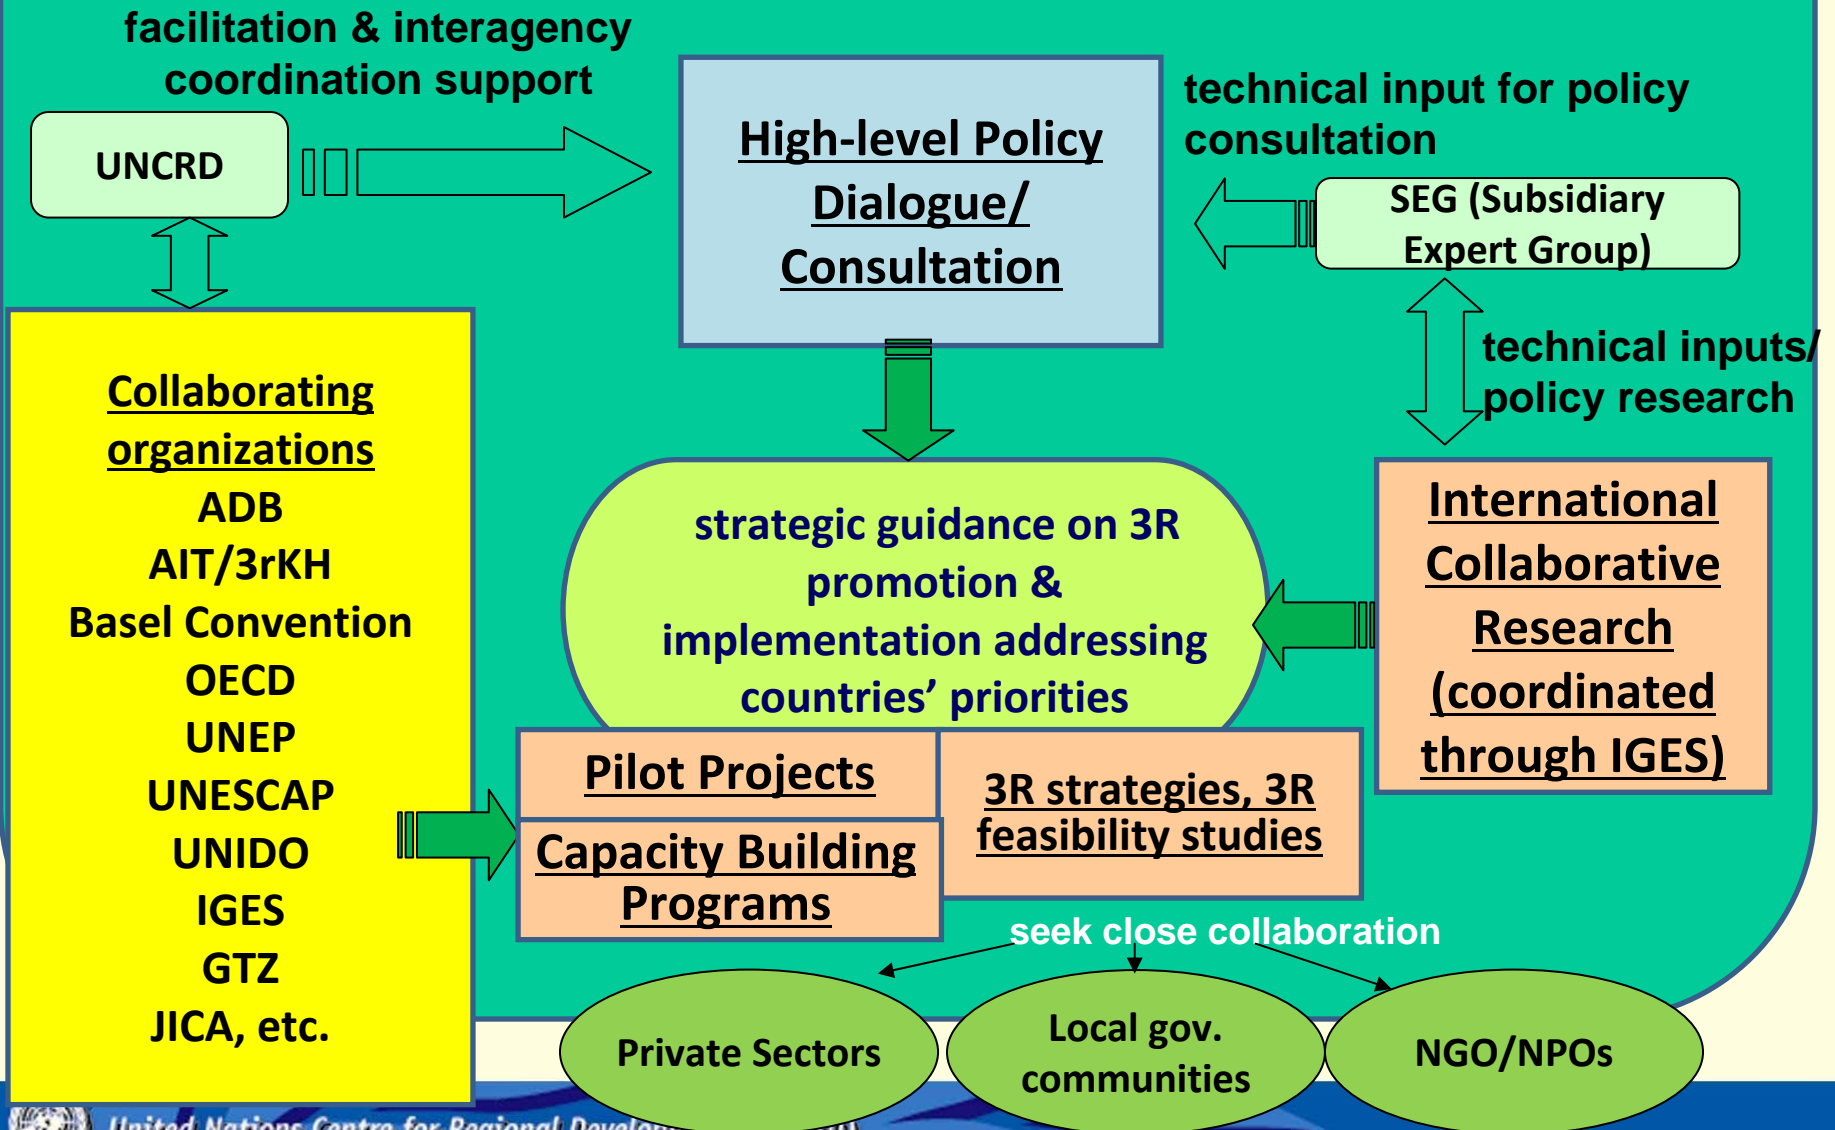 facilitation & interagency
coordination support
UNCRD
High-level Policy
Dialogue/
Consultation
technical input for policy
consultation
SEG (Subsidiary
Expert Group)
technical inputs/
policy research
Collaborating
organizations
ADB
AIT/3rKH
Basel Convention
OECD
UNEP
UNESCAP
UNIDO
IGES
GTZ
JICA, etc.
strategic guidance on 3R
promotion &
implementation addressing
countries’ priorities
International
Collaborative
Research
(coordinated
through IGES)
Pilot Projects
Capacity Building
Programs
3R strategies, 3R
feasibility studies
seek close collaboration
Private Sectors
Local gov.
communities
NGO/NPOs
United Nations Centre for Regional